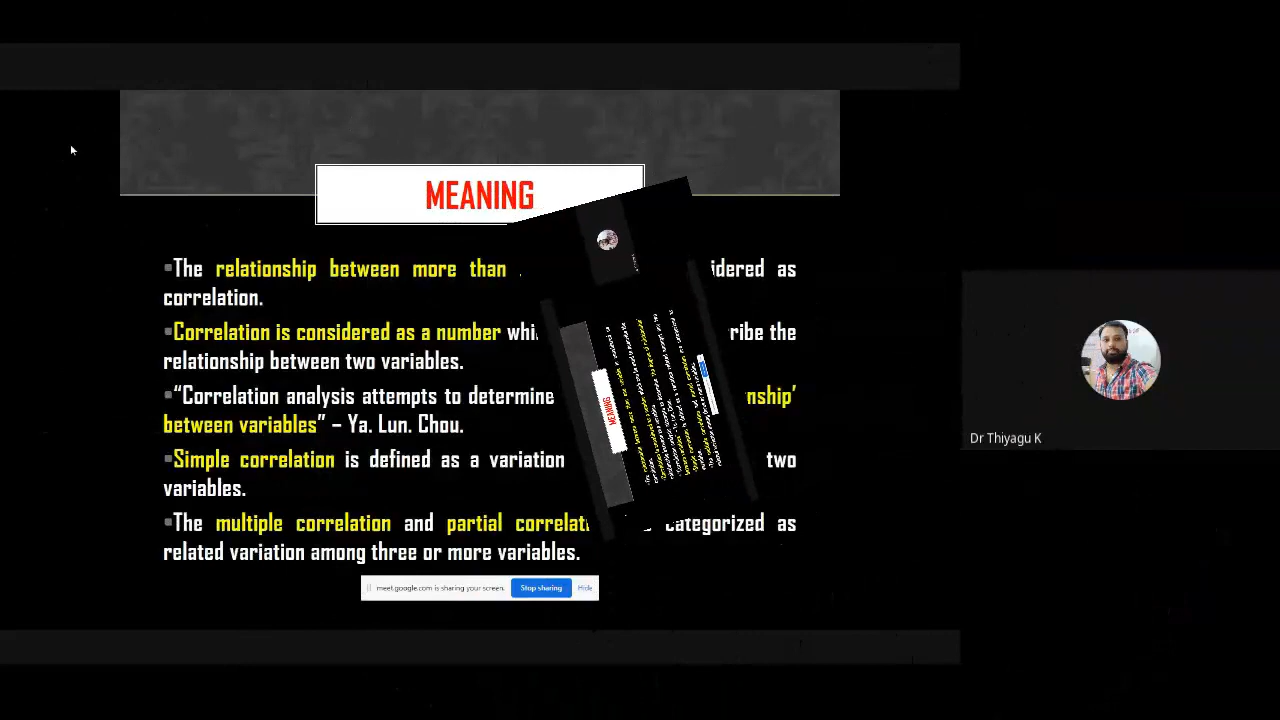 MEANING
The relationship between more than idered as
correlation.
Correlation is considered as a number whi ribe the
relationship between two variables.
“Correlation analysis attempts to determine nship’
between variables” – Ya. Lun. Chou.
Simple correlation is defined as a variation two
variables.
The multiple correlation and partial correlat categorized as
related variation among three or more variables.
meet.google.com is sharing your screen. Stop sharing Hide
Dr Thiyagu K
MEANING